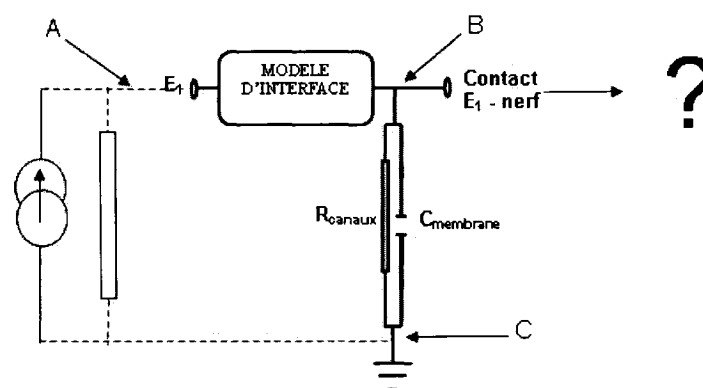 A
B
E₁
MODELE
D'INTERFACE
Contact
E₁ - nerf
?
Rcanaux
Cmembrane
C